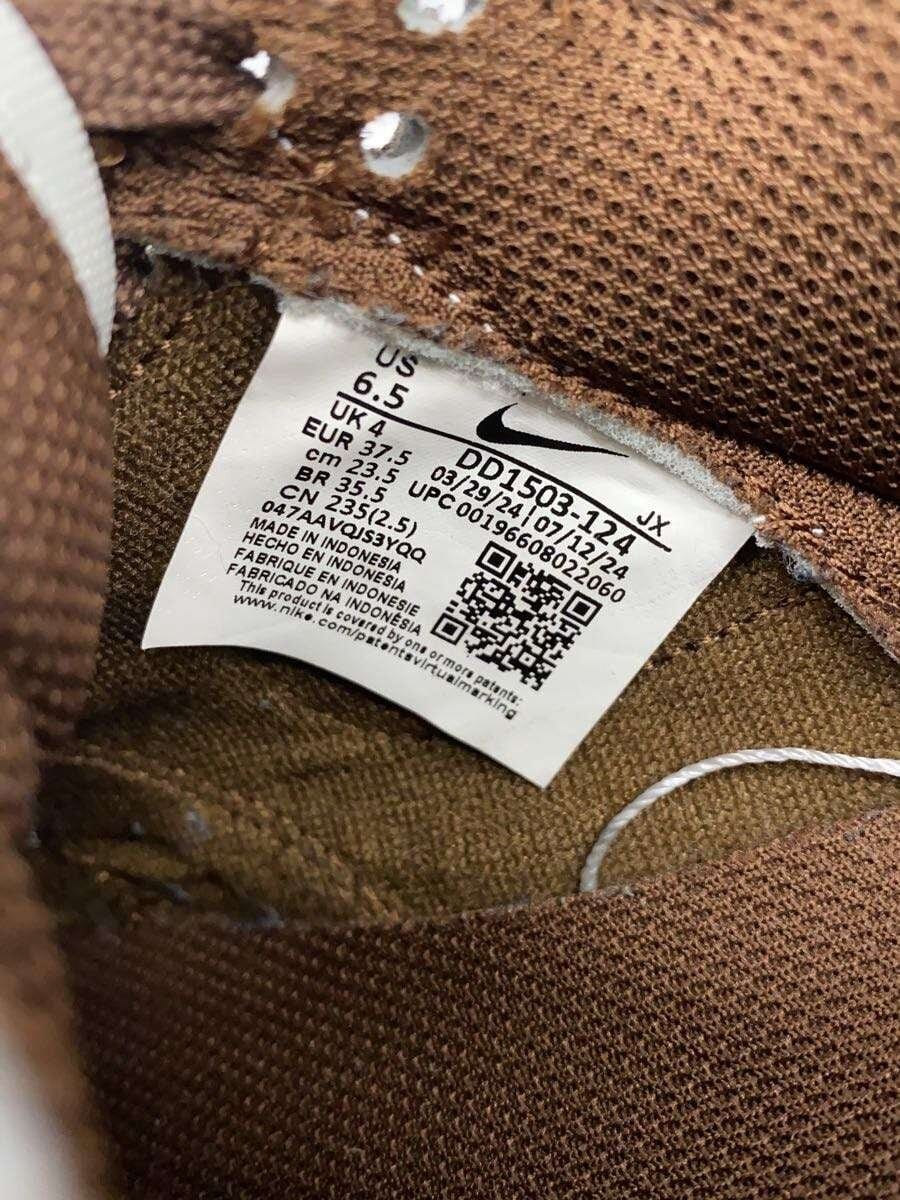 US
6.5
UK 4
EUR 37.5
cm 23.5
BR 35.5
CN 235(2.5)
047AAVQJS3YQQ
MADE IN INDONESIA
HECHO EN INDONESIA
FABRIQUE EN INDONESIE
FABRICADO NA INDONÉSIA
This product is covered by one or more patents:
www.nike.com/patentsvirtualmarking
JX
DD1503-124
03/29/24|07/12/24
UPC 00196608022060